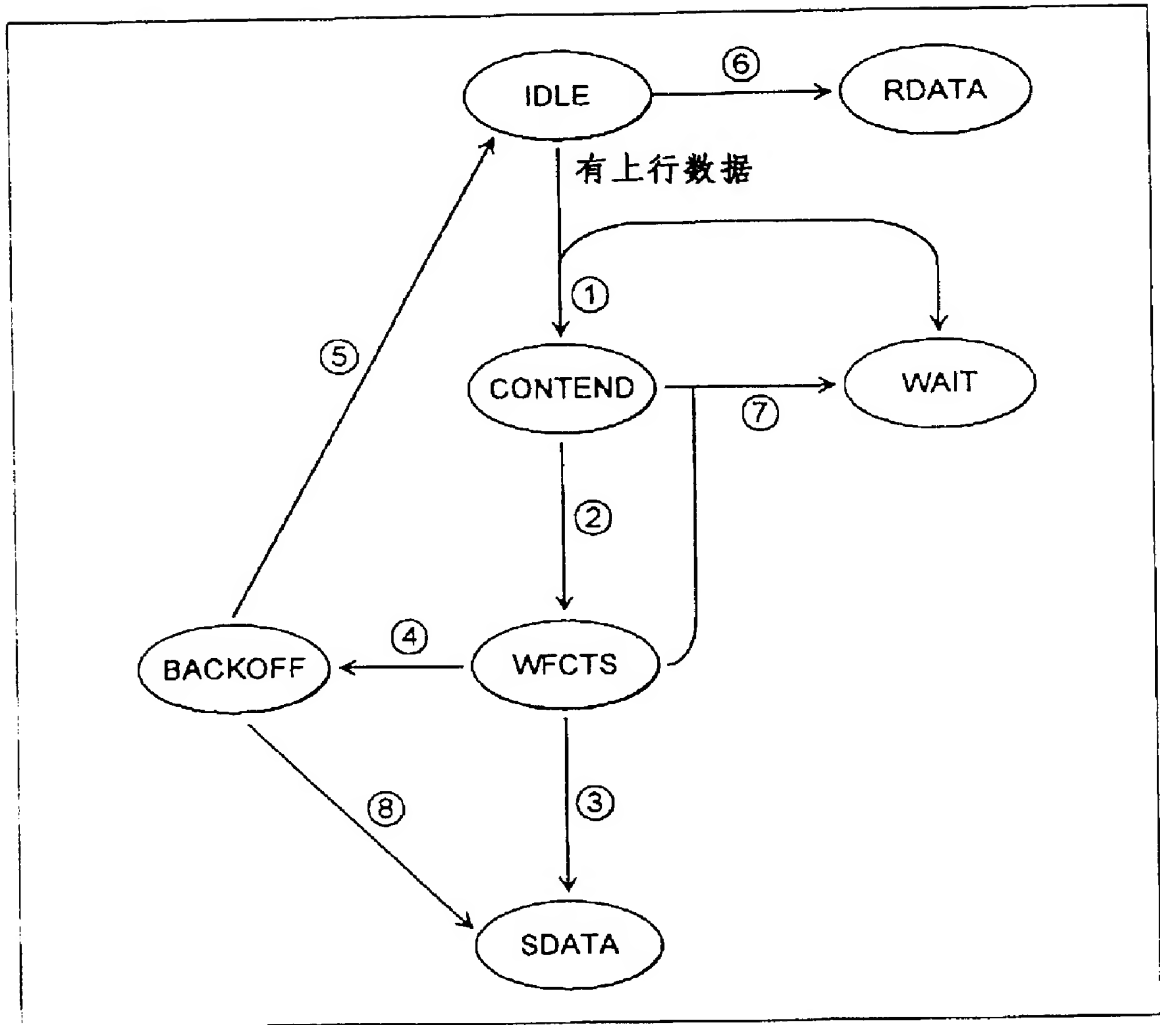 ⑥
IDLE
RDATA
有上行数据
①
⑤
CONTEND
⑦
WAIT
②
④
BACKOFF
WFCTS
⑧
③
SDATA